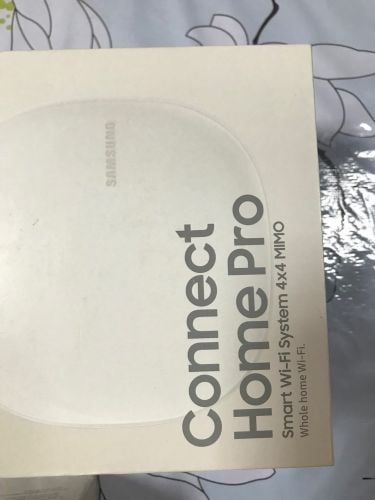 SAMSUNG
Connect
Home Pro
Smart Wi-Fi System 4x4 MIMO
Whole home Wi-Fi.